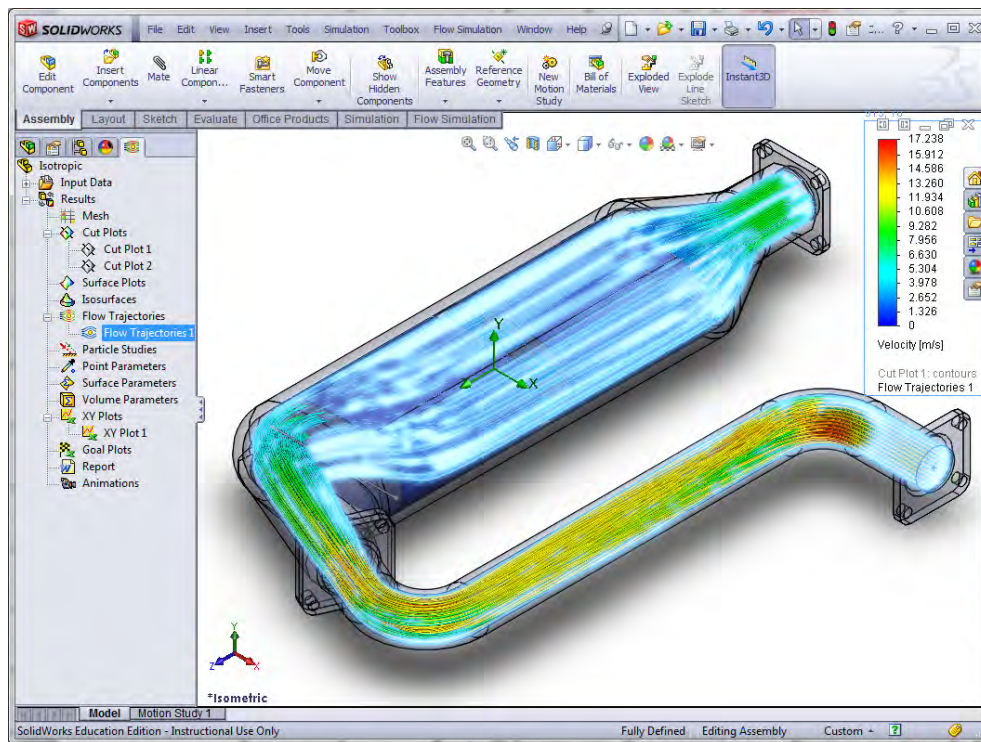 SW SOLIDWORKS File Edit View Insert Tools Simulation Toolbox Flow Simulation Window Help
Edit Component
Insert Components
Mate
Linear Compon...
Smart Fasteners
Move Component
Show Hidden Components
Assembly Features
Reference Geometry
New Motion Study
Bill of Materials
Exploded View
Explode Line Sketch
Instant3D
Assembly Layout Sketch Evaluate Office Products Simulation Flow Simulation
Isotropic
Input Data
Results
Mesh
Cut Plots
Cut Plot 1
Cut Plot 2
Surface Plots
Isosurfaces
Flow Trajectories
Flow Trajectories 1
Particle Studies
Point Parameters
Surface Parameters
Volume Parameters
XY Plots
XY Plot 1
Goal Plots
Report
Animations
17.238
15.912
14.586
13.260
11.934
10.608
9.282
7.956
6.630
5.304
3.978
2.652
1.326
0
Velocity [m/s]
Cut Plot 1: contours
Flow Trajectories 1
Y
Z X
Y
Z X
*Isometric
Model Motion Study 1
SolidWorks Education Edition - Instructional Use Only Fully Defined Editing Assembly Custom